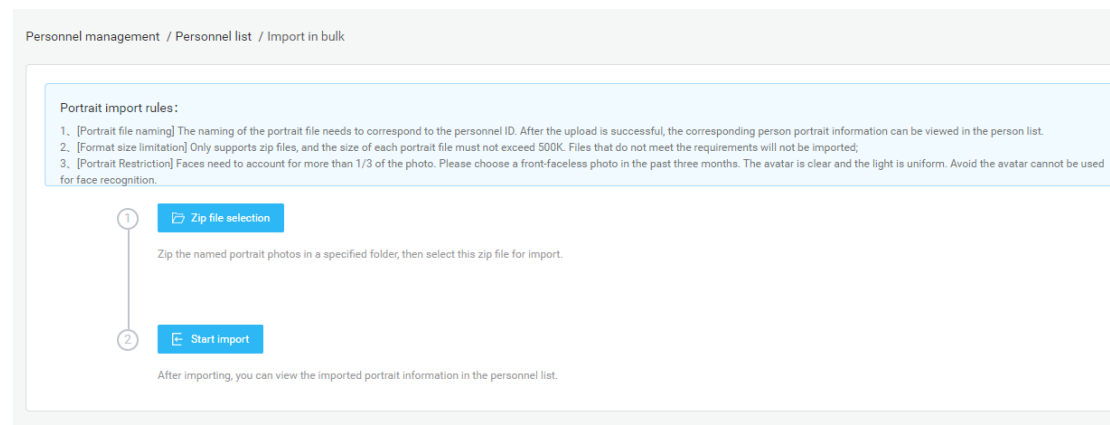 Personnel management / Personnel list / Import in bulk
Portrait import rules：
1、[Portrait file naming] The naming of the portrait file needs to correspond to the personnel ID. After the upload is successful, the corresponding person portrait information can be viewed in the person list.
2、[Format size limitation] Only supports zip files, and the size of each portrait file must not exceed 500K. Files that do not meet the requirements will not be imported;
3、[Portrait Restriction] Faces need to account for more than 1/3 of the photo. Please choose a front-faceless photo in the past three months. The avatar is clear and the light is uniform. Avoid the avatar cannot be used
for face recognition.
1
Zip file selection
Zip the named portrait photos in a specified folder, then select this zip file for import.
2
Start import
After importing, you can view the imported portrait information in the personnel list.